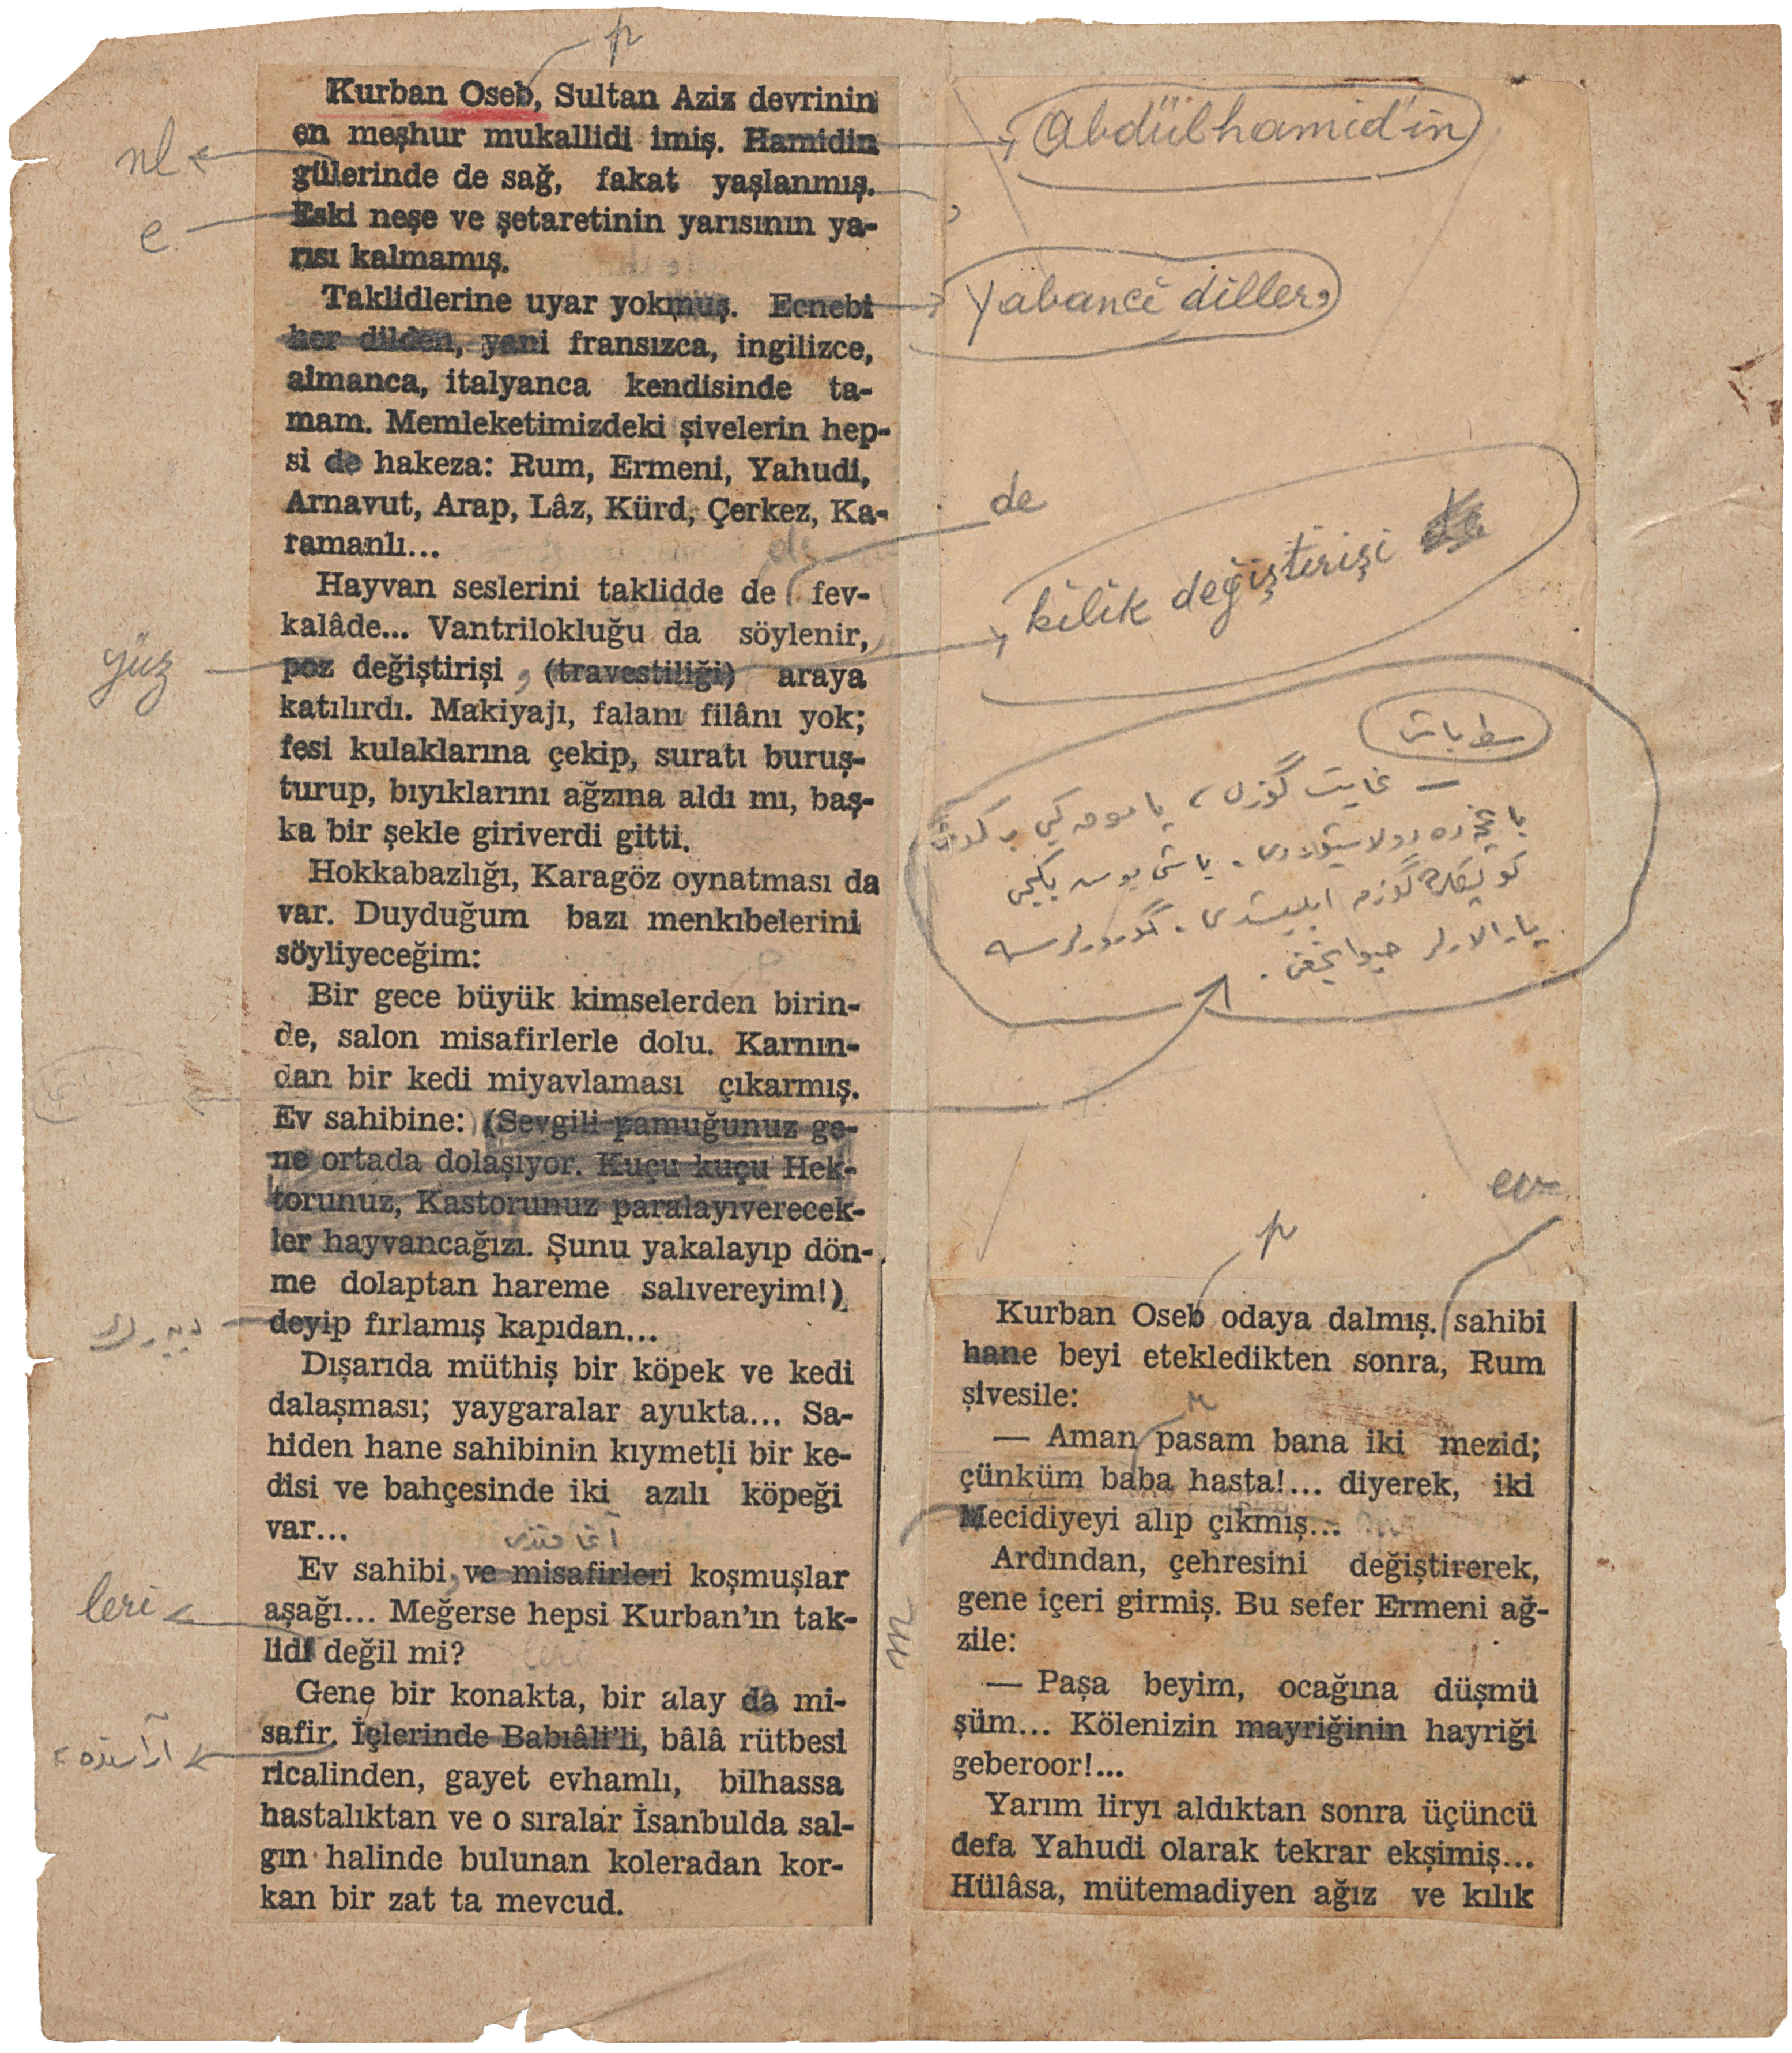 p
Kurban Oseb, Sultan Aziz devrinin
en meşhur mukallidi imiş. Hamidin
gülerinde de sağ, fakat yaşlanmış.
Eski neşe ve şetaretinin yarısının ya-
rısı kalmamış.
Taklidlerine uyar yokmuş. Ecnebi
her dilden, yani fransızca, ingilizce,
almanca, italyanca kendisinde ta-
mam. Memleketimizdeki şivelerin hep-
si de hakeza: Rum, Ermeni, Yahudi,
Arnavut, Arap, Lâz, Kürd, Çerkez, Ka-
ramanlı...
Hayvan seslerini taklidde de fev-
kalâde... Vantrilokluğu da söylenir,
poz değiştirişi, (travestiliği) araya
katılırdı. Makiyajı, falanı filânı yok;
fesi kulaklarına çekip, suratı buruş-
turup, bıyıklarını ağzına aldı mı, baş-
ka bir şekle giriverdi gitti.
Hokkabazlığı, Karagöz oynatması da
var. Duyduğum bazı menkıbelerini
söyliyeceğim:
Bir gece büyük kimselerden birin-
de, salon misafirlerle dolu. Karnın-
dan bir kedi miyavlaması çıkarmış.
Ev sahibine: (Sevgili pamuğunuz ge-
ne ortada dolaşıyor. Kuçu kuçu Hek-
torunuz, Kastorunuz paralayıverecek-
ler hayvancağızı. Şunu yakalayıp dön-
me dolaptan hareme salıvereyim!)
deyip fırlamış kapıdan...
Dışarıda müthiş bir köpek ve kedi
dalaşması; yaygaralar ayukta... Sa-
hiden hane sahibinin kıymetli bir ke-
disi ve bahçesinde iki azılı köpeği
var...
Ev sahibi, ve misafirleri koşmuşlar
aşağı... Meğerse hepsi Kurban'ın tak-
lidi değil mi?
Gene bir konakta, bir alay da mi-
safir. İçlerinde Babıâli'li, bâlâ rütbesi
ricalinden, gayet evhamlı, bilhassa
hastalıktan ve o sıralar İsanbulda sal-
gın halinde bulunan koleradan kor-
kan bir zat ta mevcud.
nl
e
yüz
دیه رك
leri
آراسنده
Abdülhamid'in
Yabancı diller,
de
kılık değiştirişi
ev
p
Kurban Oseb odaya dalmış. sahibi
hane beyi etekledikten sonra, Rum
şivesile:
— Aman pasam bana iki mezid;
çünküm baba hasta!... diyerek, iki
Mecidiyeyi alıp çıkmış...
m
Ardından, çehresini değiştirerek,
gene içeri girmiş. Bu sefer Ermeni ağ-
zile:
— Paşa beyim, ocağına düşmü
şüm... Kölenizin mayriğinin hayriği
geberoor!...
Yarım liryı aldıktan sonra üçüncü
defa Yahudi olarak tekrar ekşimiş...
Hülâsa, mütemadiyen ağız ve kılık